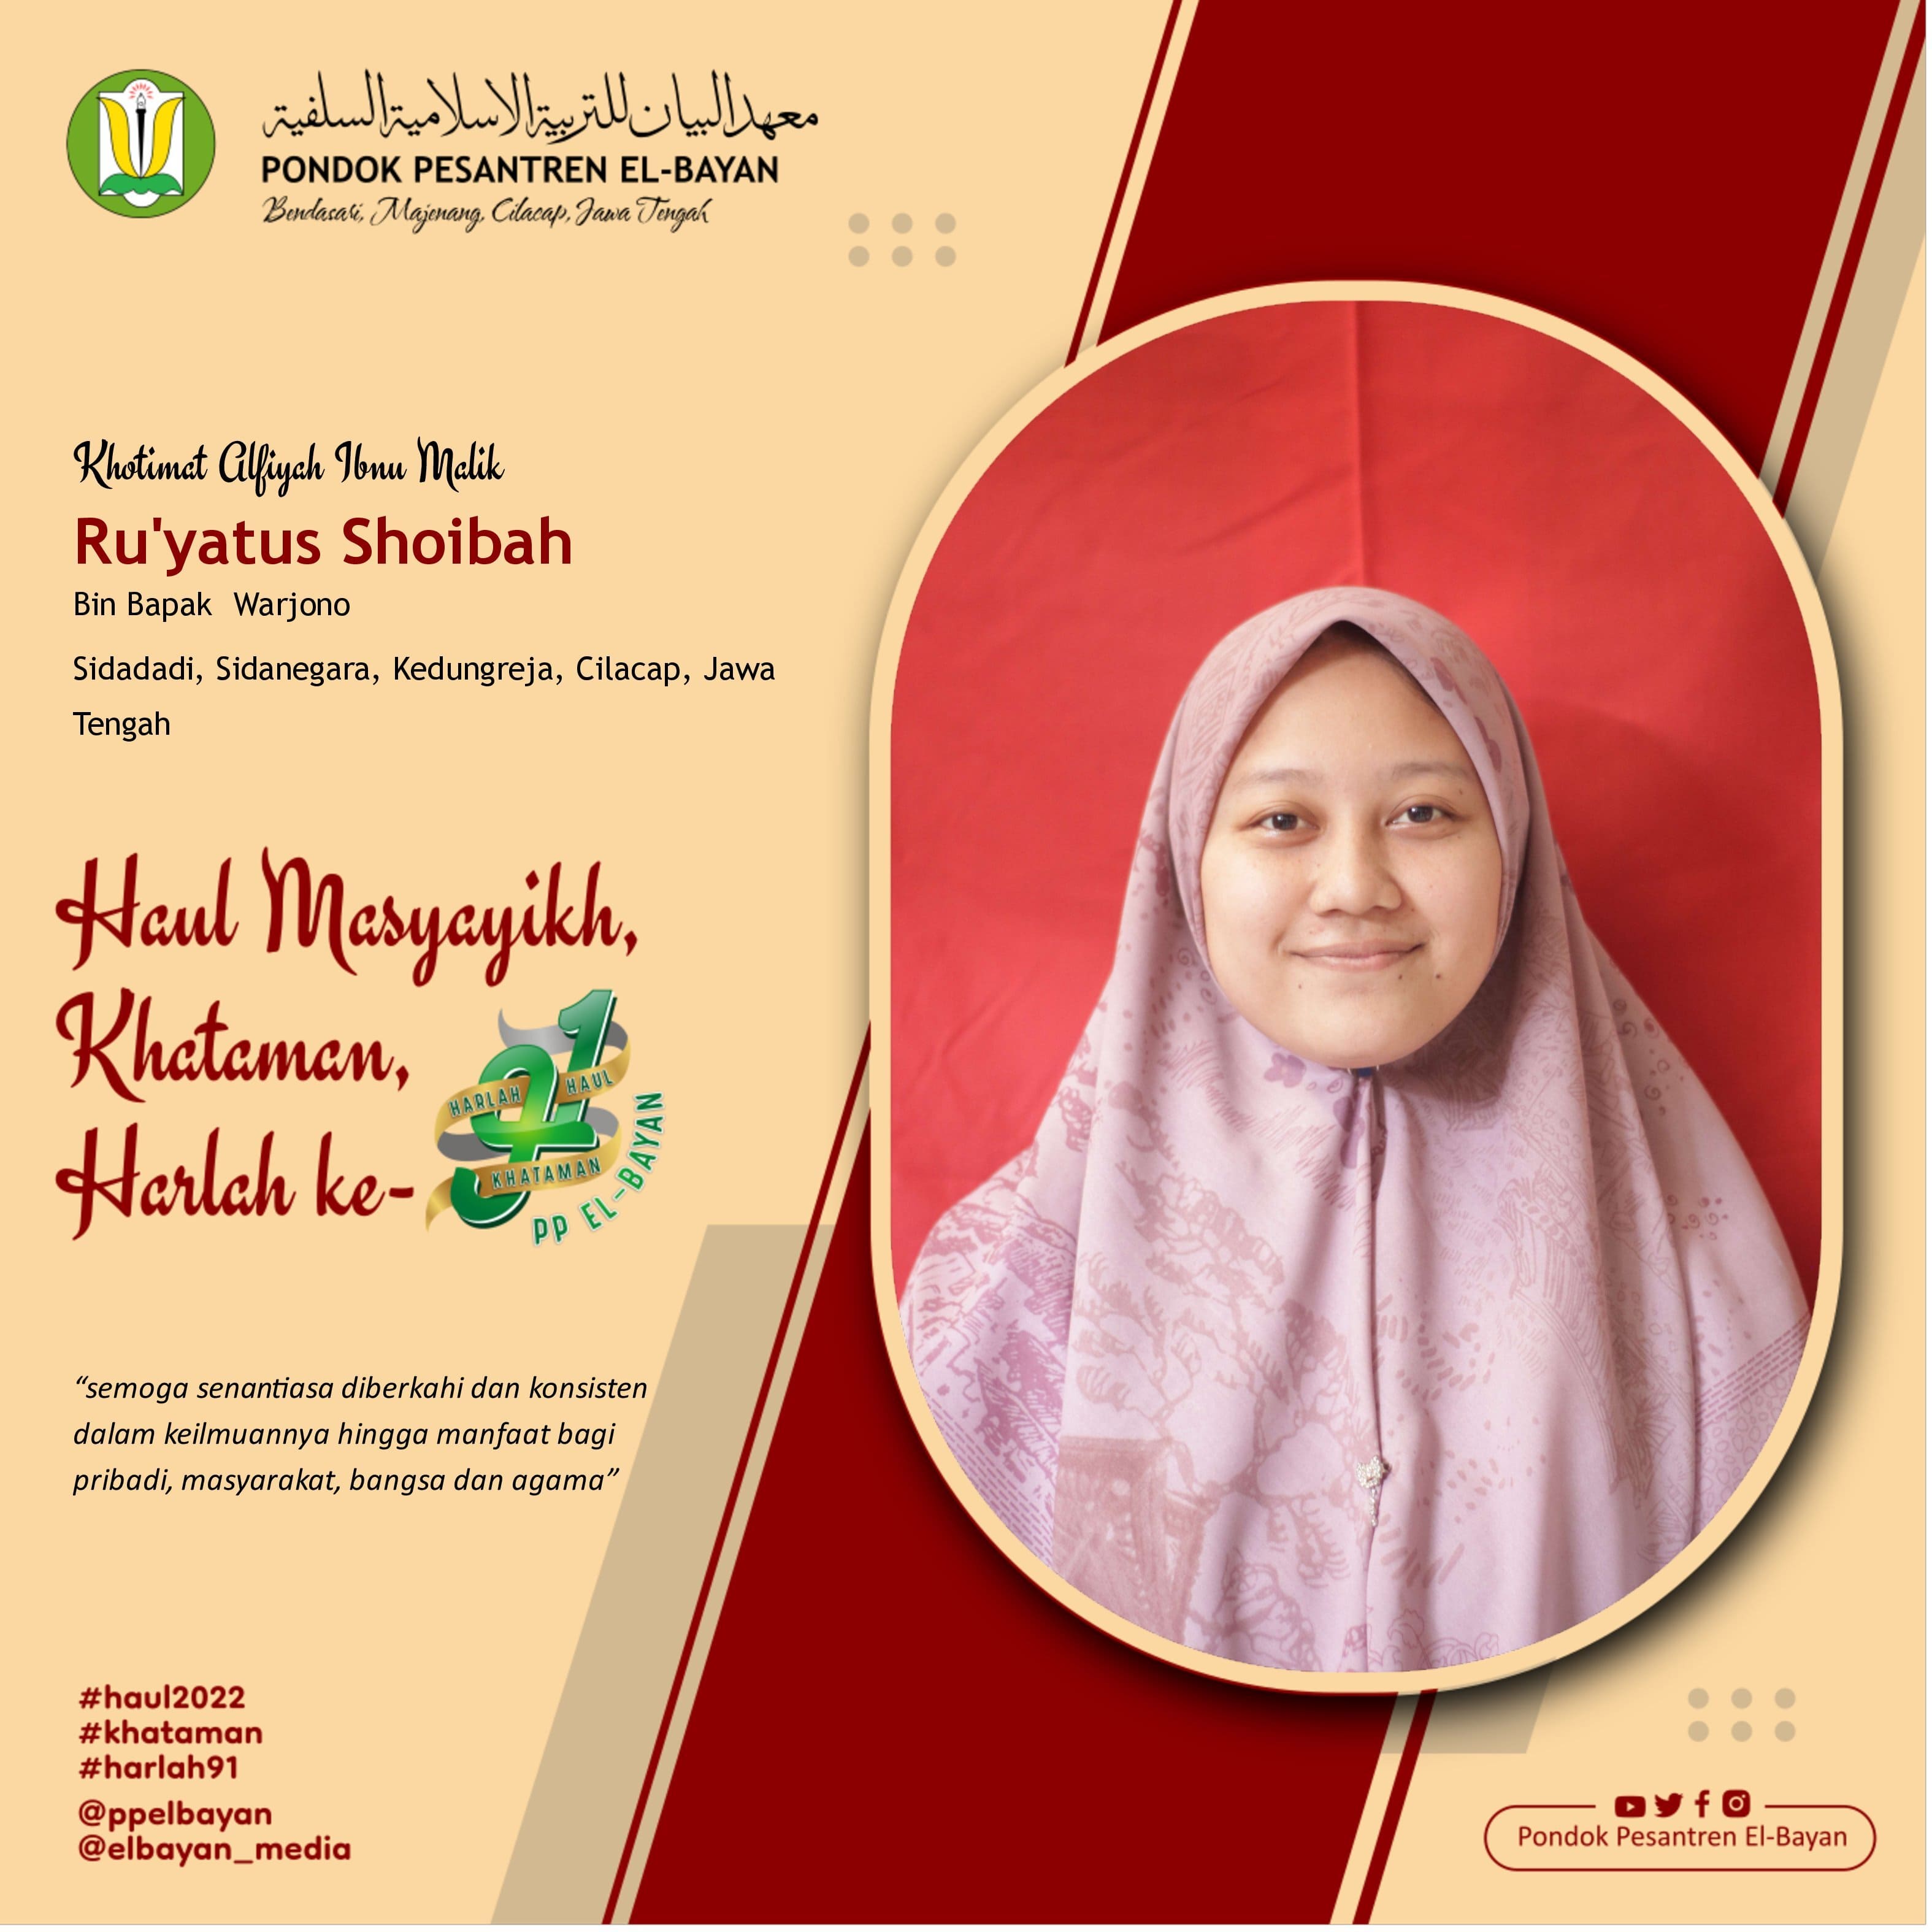 معهد البيان للتربية الاسلامية السلفية
PONDOK PESANTREN EL-BAYAN
Bendasari, Majenang, Cilacap, Jawa Tengah
Khotimat Alfiyah Ibnu Malik
Ru'yatus Shoibah
Bin Bapak  Warjono
Sidadadi, Sidanegara, Kedungreja, Cilacap, Jawa
Tengah
Haul Masyayikh,
Khataman,
Harlah ke-
91
HARLAH HAUL
KHATAMAN
PP EL-BAYAN
“semoga senantiasa diberkahi dan konsisten
dalam keilmuannya hingga manfaat bagi
pribadi, masyarakat, bangsa dan agama”
#haul2022
#khataman
#harlah91
@ppelbayan
@elbayan_media
Pondok Pesantren El-Bayan